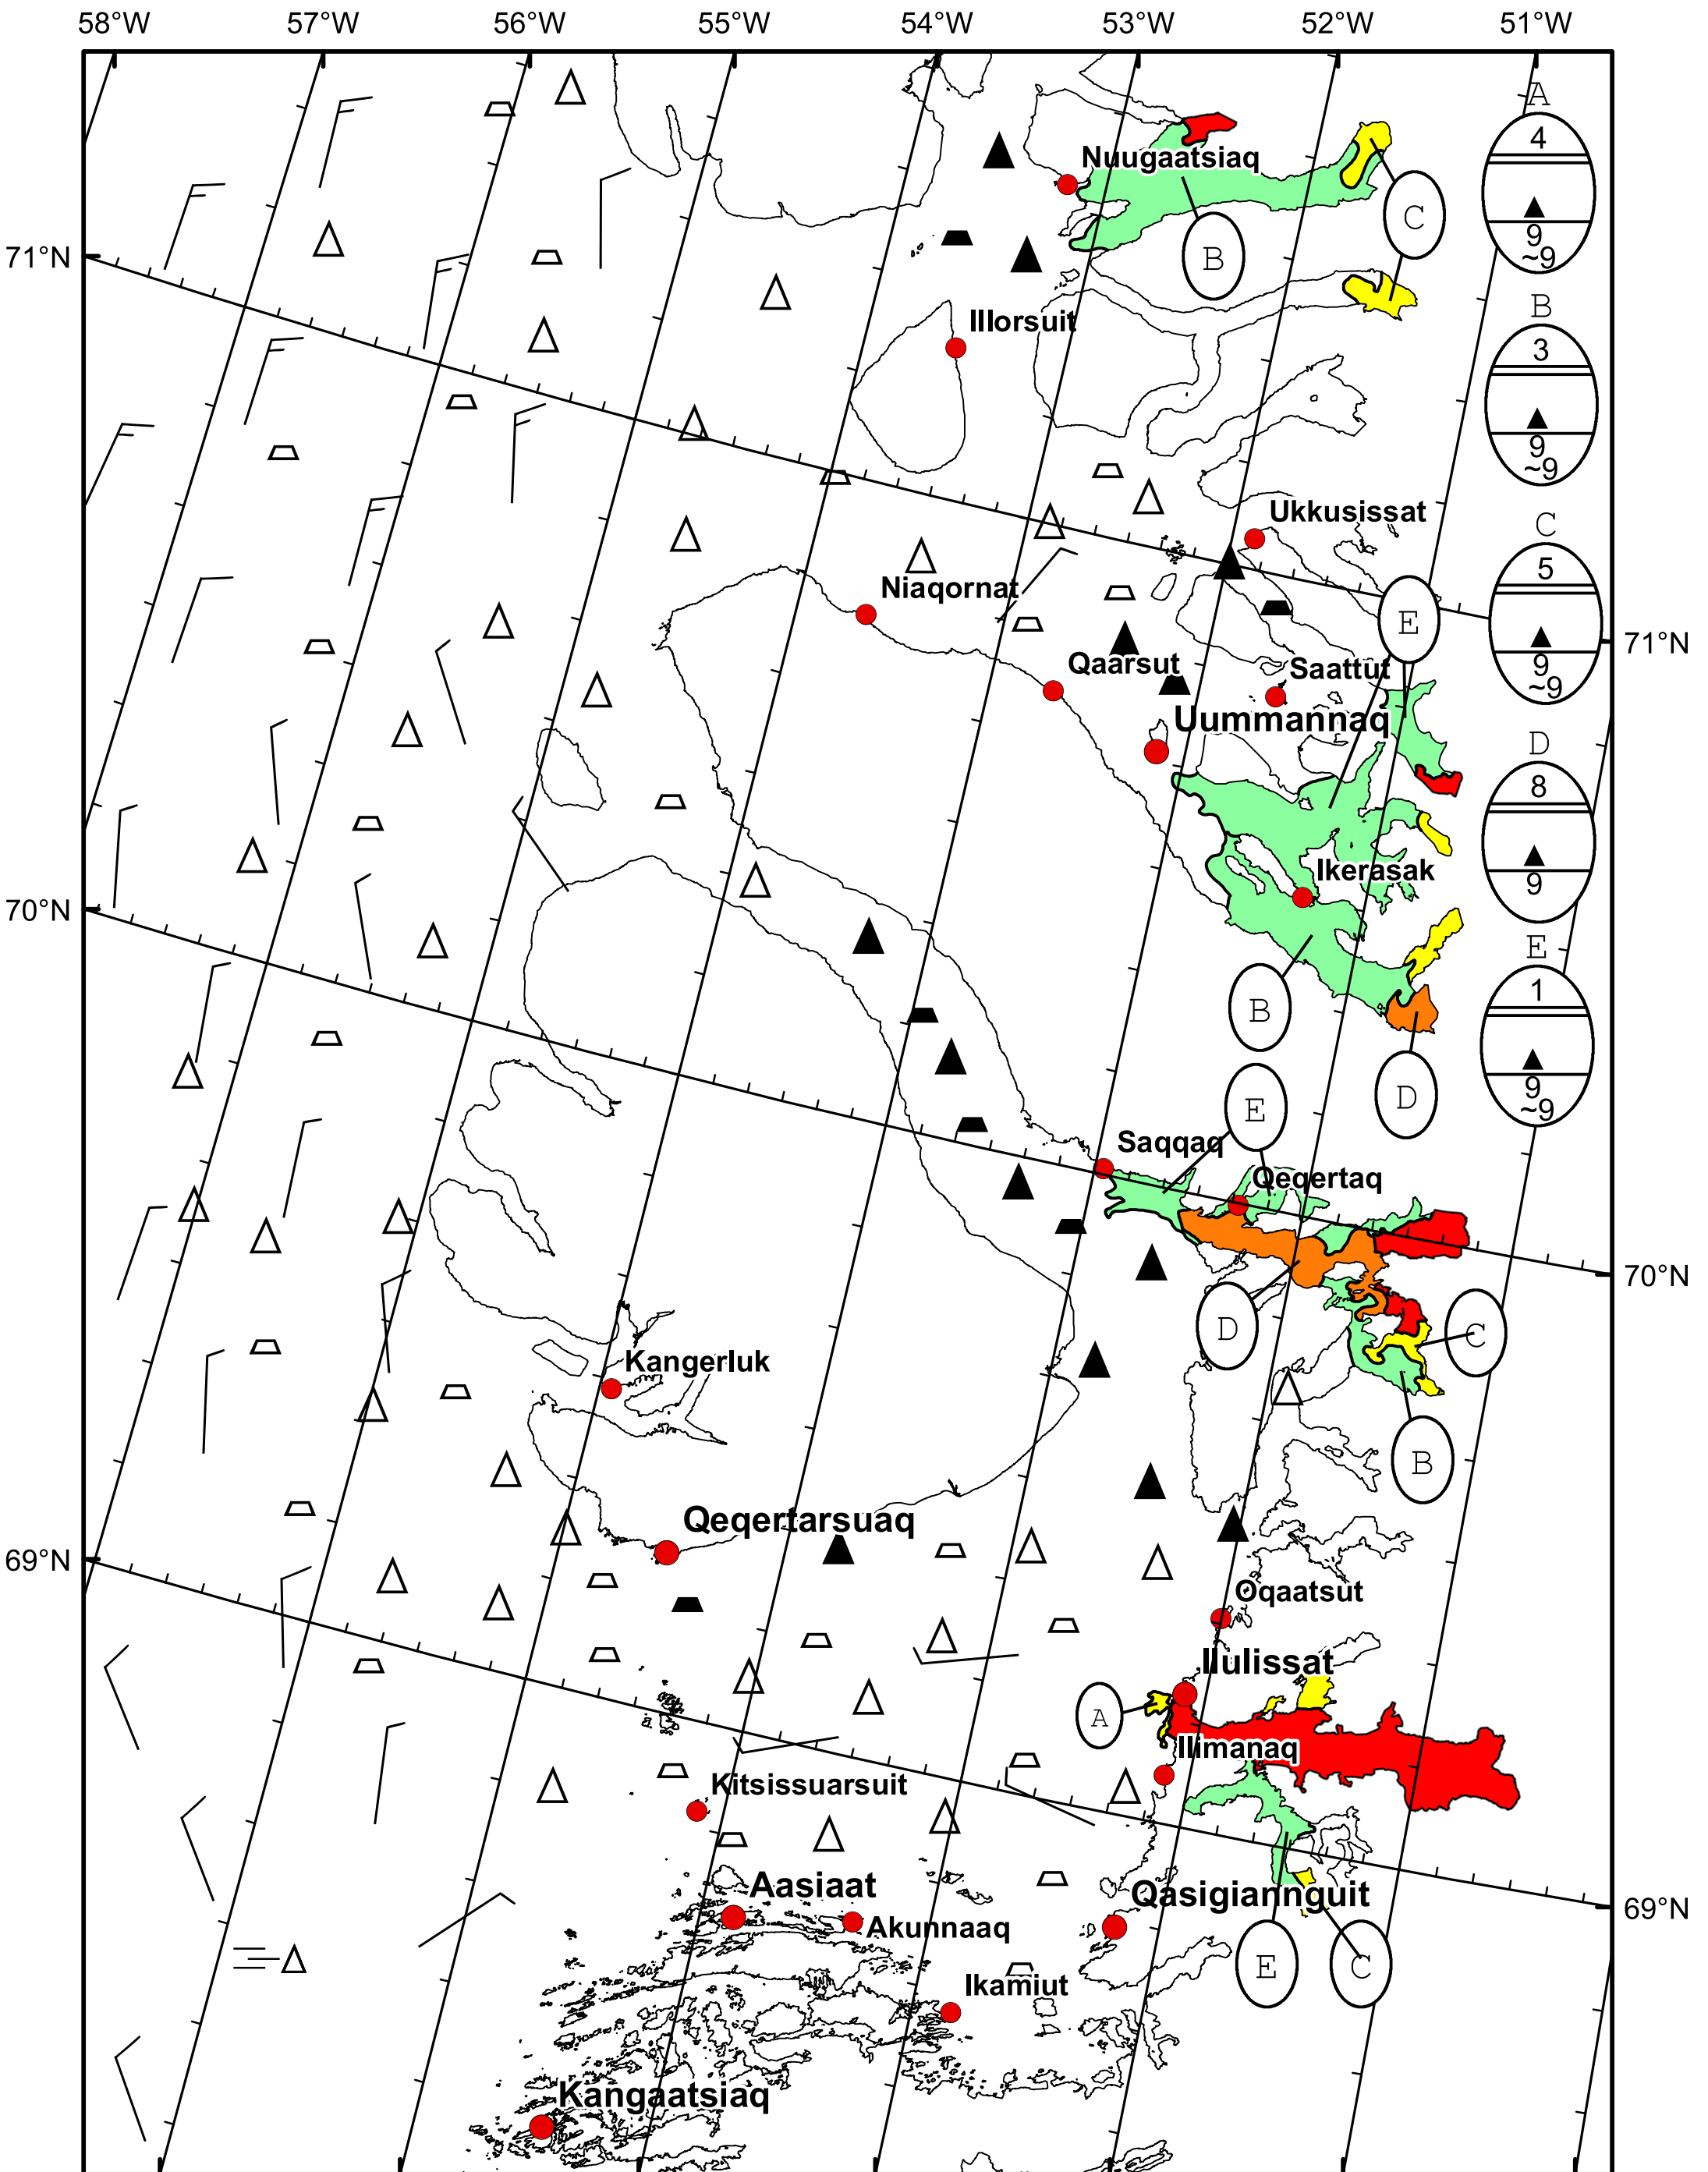 58°W 57°W 56°W 55°W 54°W 53°W 52°W 51°W
A
4
9
~9
Nuugaatsiaq
C
B
71°N
B
3
9
~9
Illorsuit
Ukkusissat
C
5
9
~9
Niaqornat
E
71°N
Qaarsut
Saattut
Uummannaq
D
8
9
Ikerasak
70°N
E
1
9
~9
B
D
E
Saqqaq
Qeqertaq
70°N
D
C
Kangerluk
B
Qeqertarsuaq
69°N
Oqaatsut
Ilulissat
A
Ilimanaq
Kitsissuarsuit
Aasiaat
Qasigiannguit
69°N
Akunnaaq
E
C
Ikamiut
Kangaatsiaq